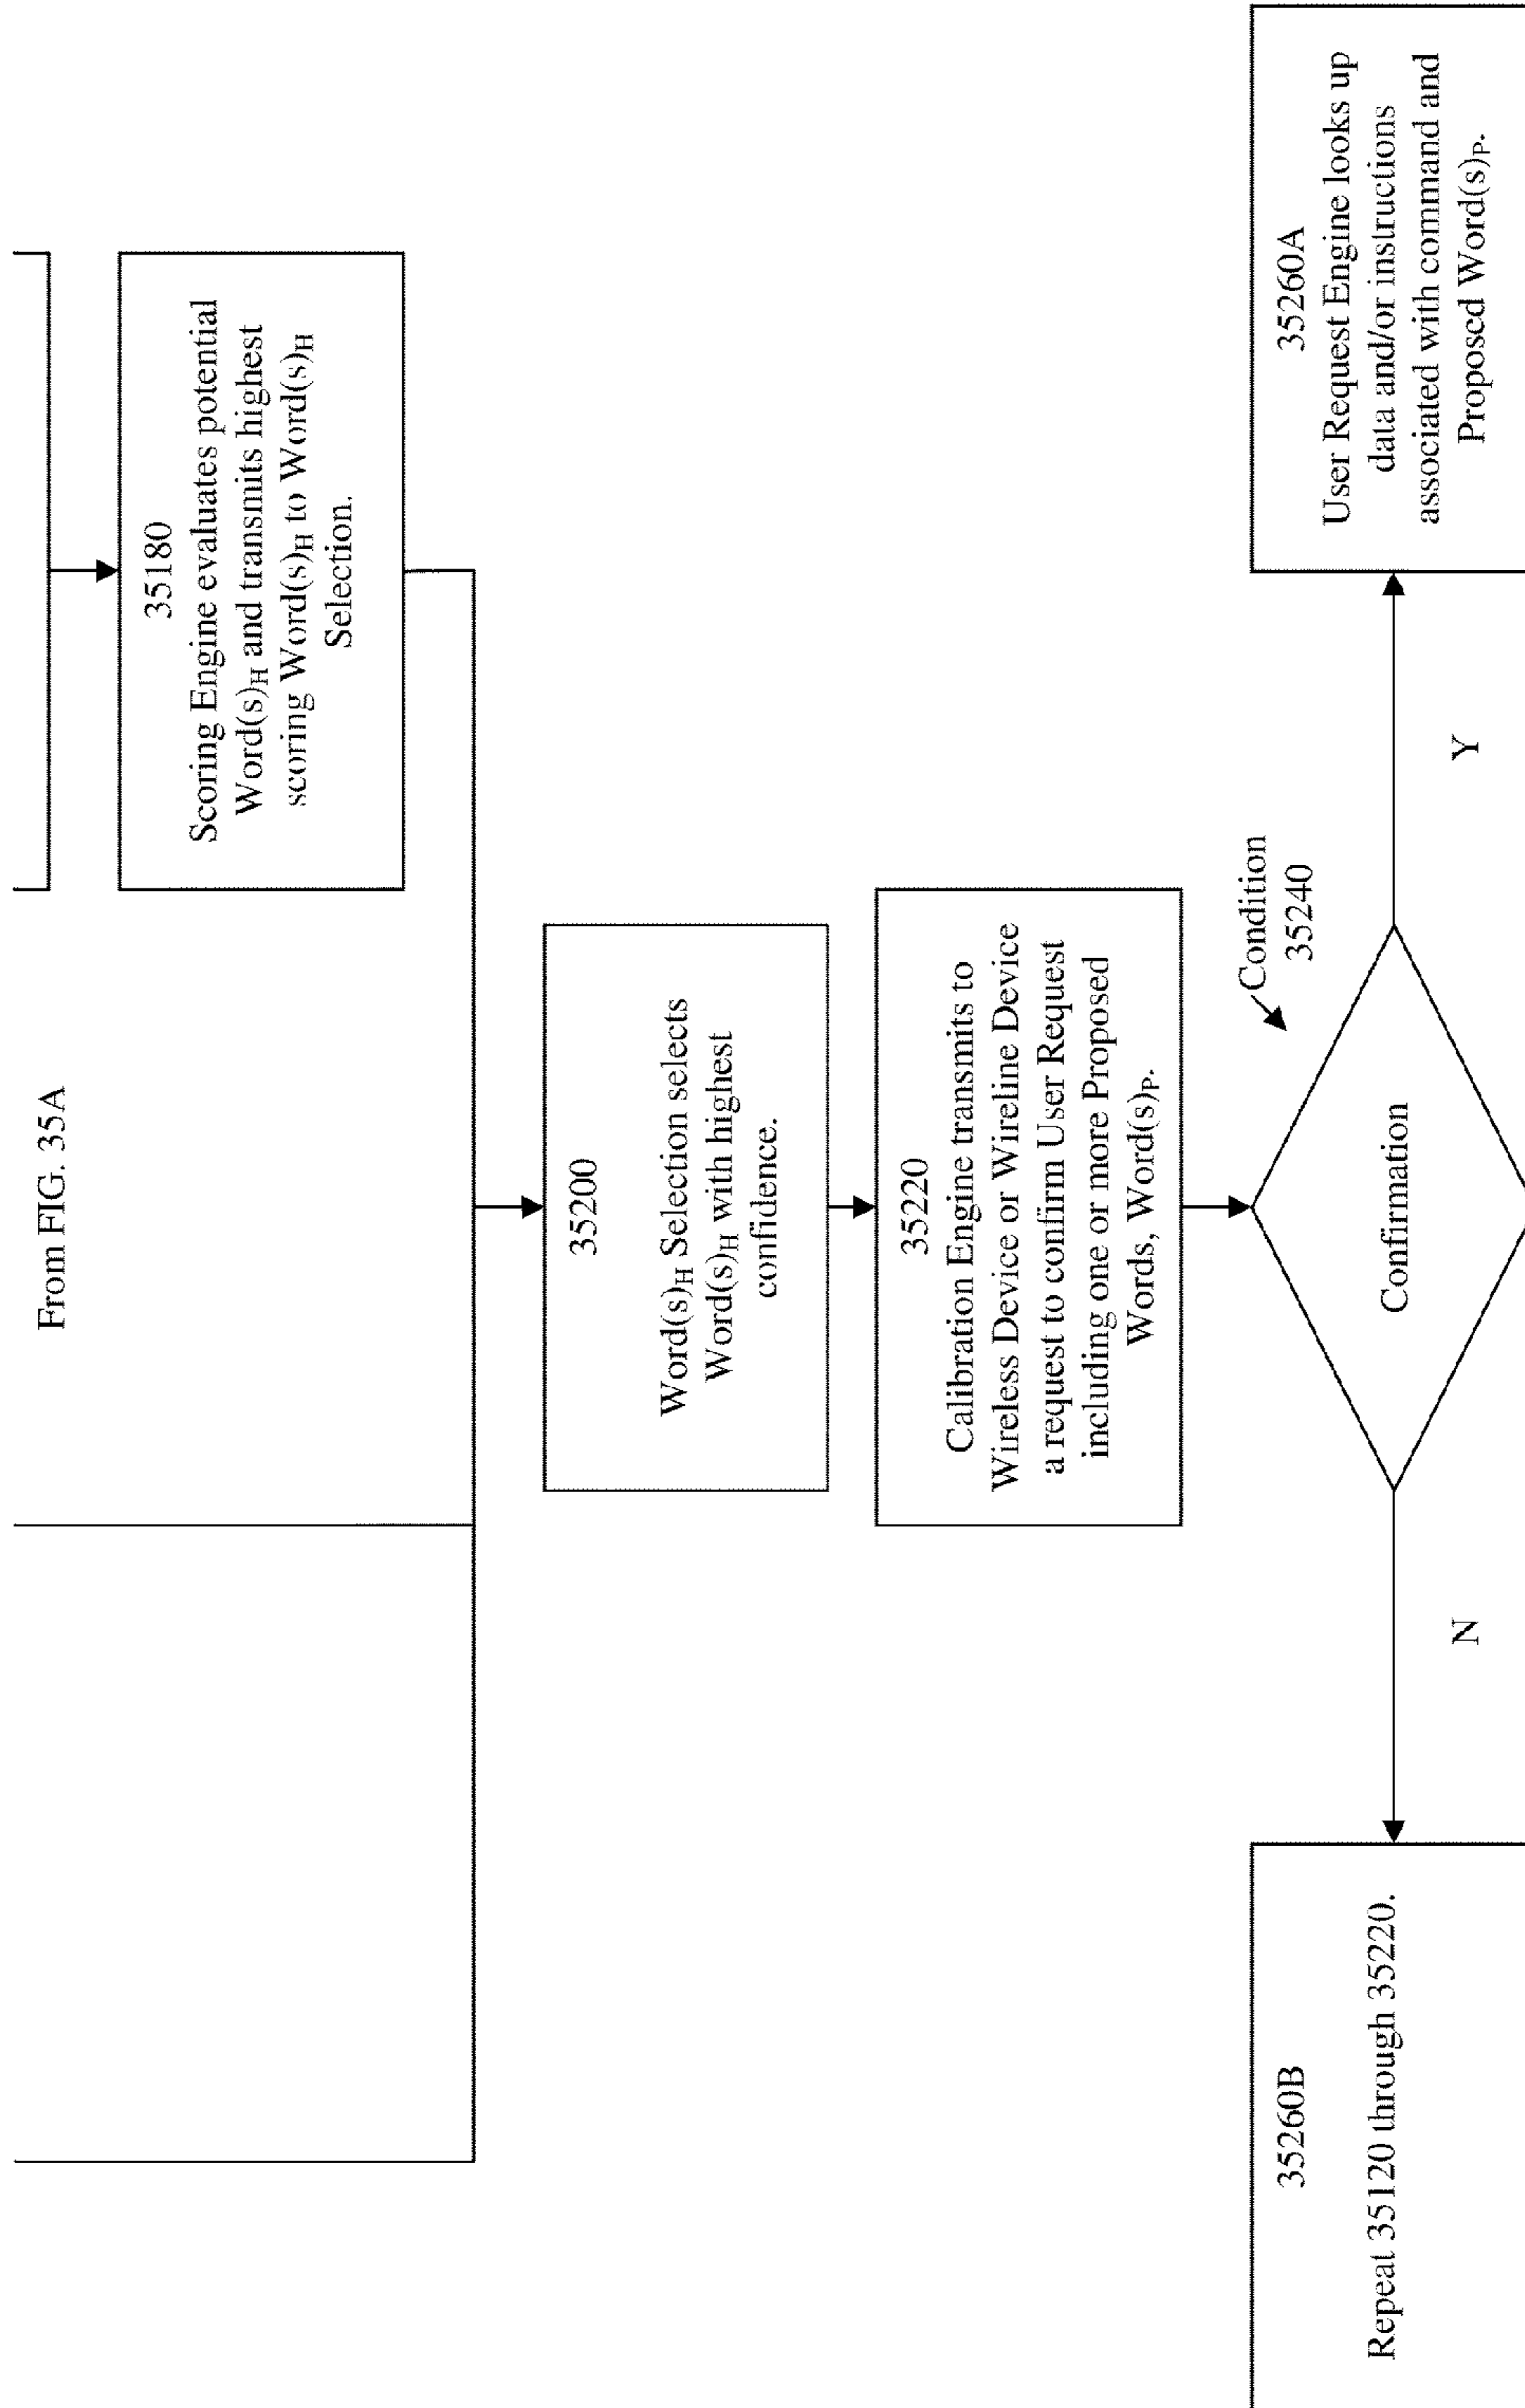 From FIG. 35A
35180
Scoring Engine evaluates potential
Word(s)H and transmits highest
scoring Word(s)H to Word(s)H
Selection.
35200
Word(s)H Selection selects
Word(s)H with highest
confidence.
35220
Calibration Engine transmits to
Wireless Device or Wireline Device
a request to confirm User Request
including one or more Proposed
Words, Word(s)P.
Condition
35240
Confirmation
N
Y
35260B
Repeat 35120 through 35220.
35260A
User Request Engine looks up
data and/or instructions
associated with command and
Proposed Word(s)P.